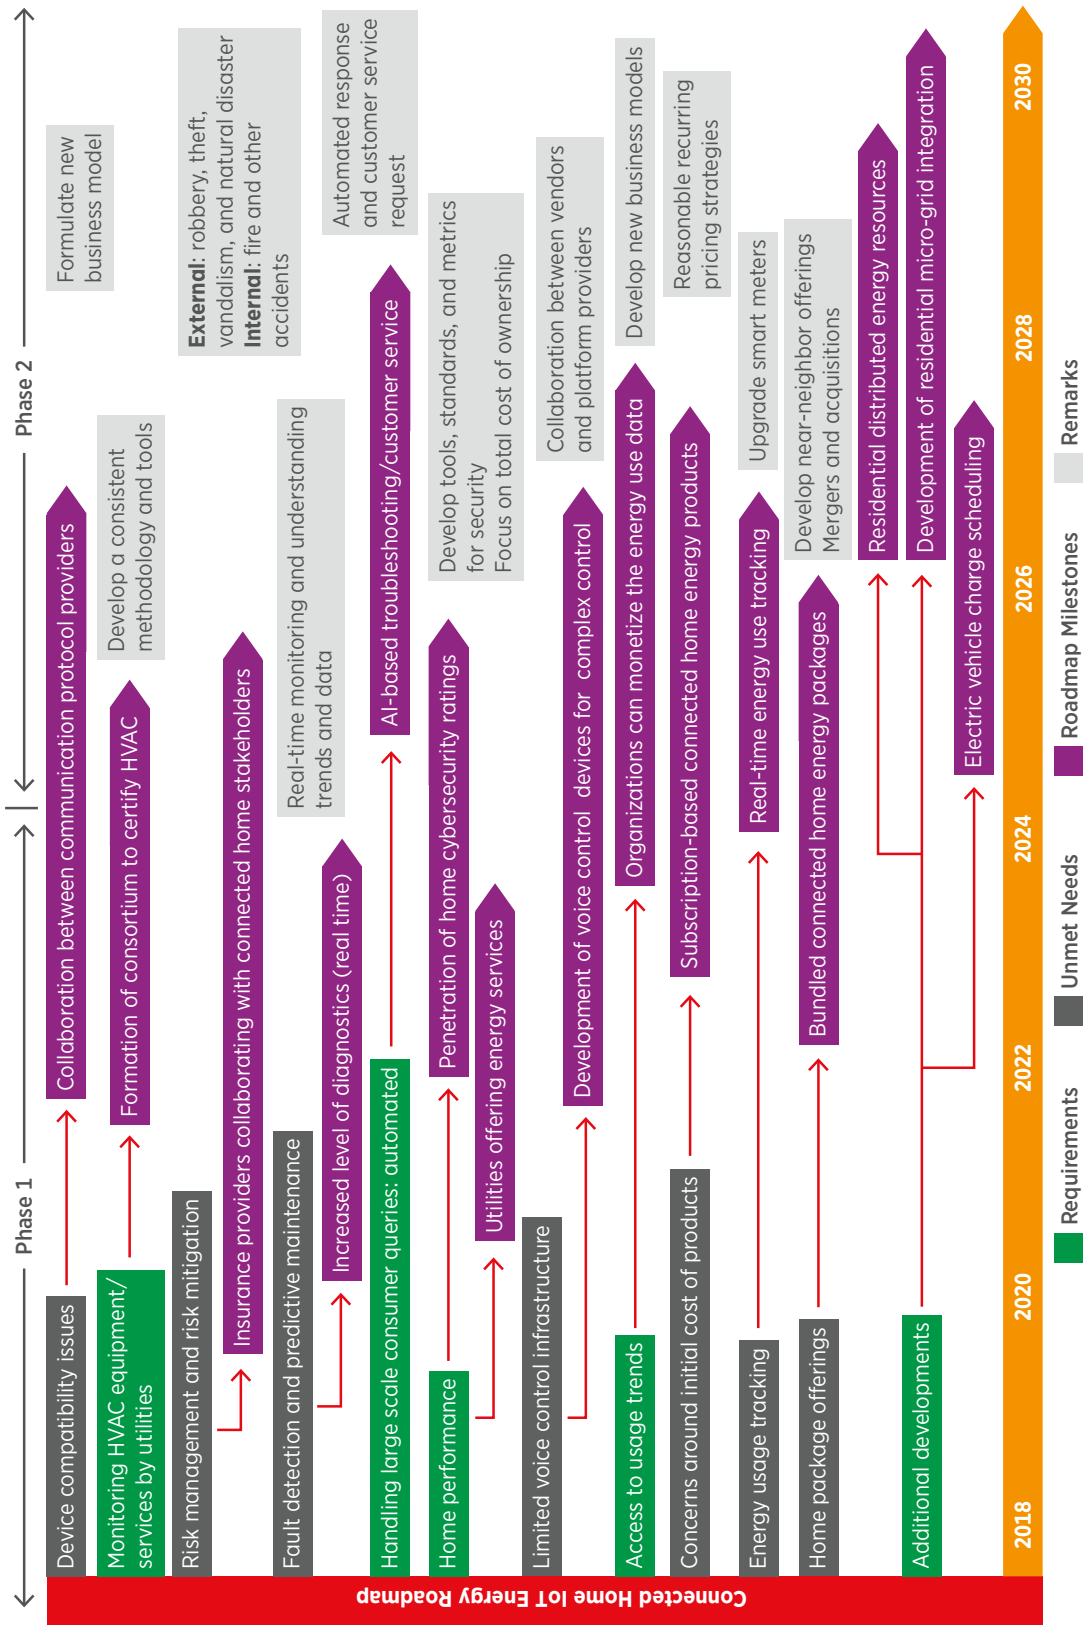 Phase 1
Phase 2
Connected Home IoT Energy Roadmap
Device compatibility issues
Collaboration between communication protocol providers
Formulate new
business model
Monitoring HVAC equipment/
services by utilities
Formation of consortium to certify HVAC
Develop a consistent
methodology and tools
Risk management and risk mitigation
Insurance providers collaborating with connected home stakeholders
External: robbery, theft,
vandalism, and natural disaster
Internal: fire and other
accidents
Fault detection and predictive maintenance
Increased level of diagnostics (real time)
Real-time monitoring and understanding
trends and data
Handling large scale consumer queries: automated
AI-based troubleshooting/customer service
Automated response
and customer service
request
Home performance
Penetration of home cybersecurity ratings
Develop tools, standards, and metrics
for security
Focus on total cost of ownership
Utilities offering energy services
Limited voice control infrastructure
Development of voice control devices for complex control
Collaboration between vendors
and platform providers
Access to usage trends
Organizations can monetize the energy use data
Develop new business models
Concerns around initial cost of products
Subscription-based connected home energy products
Reasonable recurring
pricing strategies
Energy usage tracking
Real-time energy use tracking
Upgrade smart meters
Home package offerings
Bundled connected home energy packages
Develop near-neighbor offerings
Mergers and acquisitions
Residential distributed energy resources
Additional developments
Development of residential micro-grid integration
Electric vehicle charge scheduling
2018
2020
2022
2024
2026
2028
2030
Requirements
Unmet Needs
Roadmap Milestones
Remarks